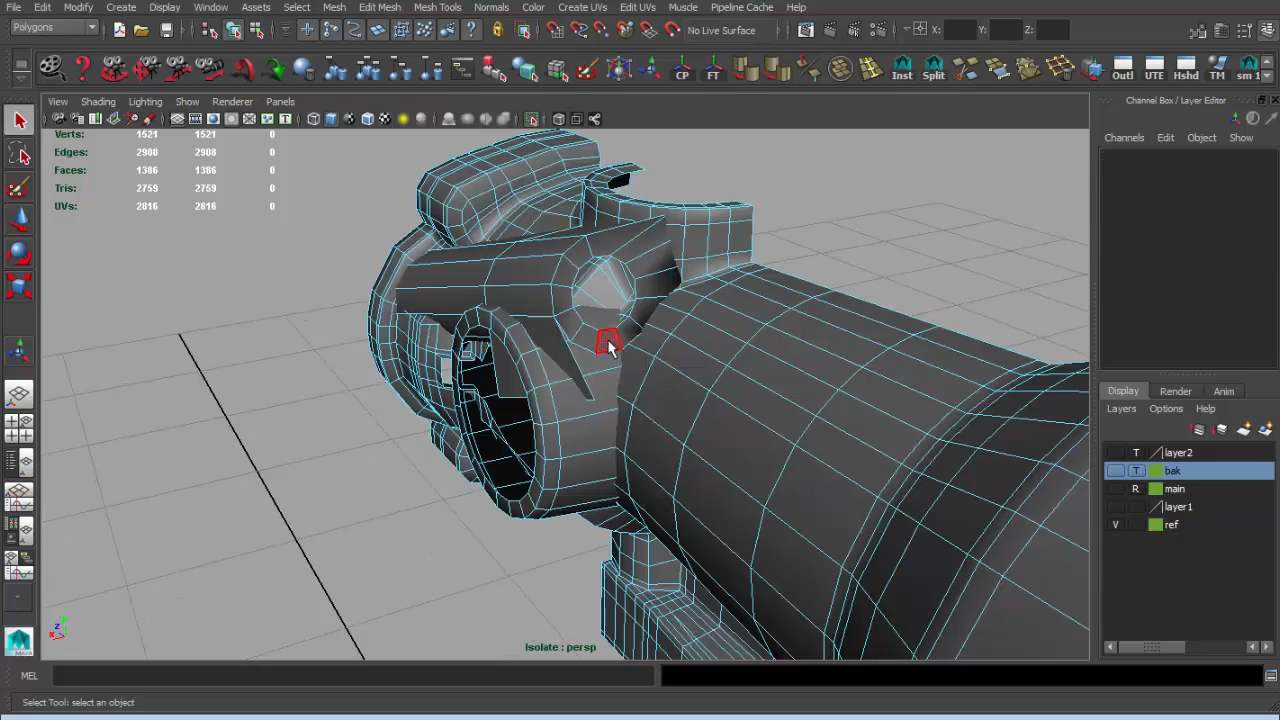 File Edit Modify Create Display Window Assets Select Mesh Edit Mesh Mesh Tools Normals Color Create UVs Edit UVs Muscle Pipeline Cache Help
Polygons No Live Surface X: Y: Z:
CP FT Inst Split Outl UTE Hshd TM sm 1
View Shading Lighting Show Renderer Panels
Channel Box / Layer Editor
Channels Edit Object Show
Verts: 1521 1521 0
Edges: 2908 2908 0
Faces: 1386 1386 0
Tris: 2759 2759 0
UVs: 2816 2816 0
Display Render Anim
Layers Options Help
T layer2
T bak
R main
layer1
V ref
Isolate : persp
MEL
Select Tool: select an object